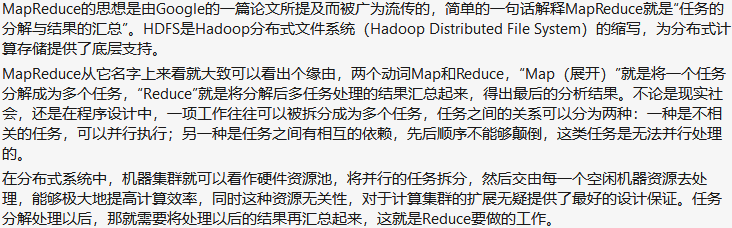 MapReduce的思想是由Google的一篇论文所提及而被广为流传的，简单的一句话解释MapReduce就是“任务的
分解与结果的汇总”。HDFS是Hadoop分布式文件系统（Hadoop Distributed File System）的缩写，为分布式计
算存储提供了底层支持。
MapReduce从它名字上来看就大致可以看出个缘由，两个动词Map和Reduce，“Map（展开）”就是将一个任务
分解成为多个任务，“Reduce”就是将分解后多任务处理的结果汇总起来，得出最后的分析结果。不论是现实社
会，还是在程序设计中，一项工作往往可以被拆分成为多个任务，任务之间的关系可以分为两种：一种是不相
关的任务，可以并行执行；另一种是任务之间有相互的依赖，先后顺序不能够颠倒，这类任务是无法并行处理
的。
在分布式系统中，机器集群就可以看作硬件资源池，将并行的任务拆分，然后交由每一个空闲机器资源去处
理，能够极大地提高计算效率，同时这种资源无关性，对于计算集群的扩展无疑提供了最好的设计保证。任务
分解处理以后，那就需要将处理以后的结果再汇总起来，这就是Reduce要做的工作。